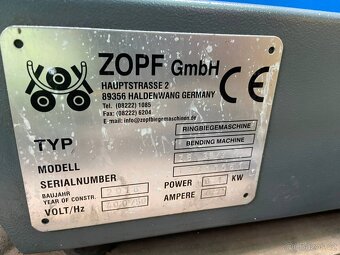 ZOPF GmbH
HAUPTSTRASSE 2
89356 HALDENWANG GERMANY
Tel: (08222) 1085
Fax: (08222) 6204
E-mail: info@zopfbiegemaschinen.de
CE
TYP RINGBIEGEMASCHINE
BENDING MACHINE
MODELL
SERIALNUMBER
BAUJAHR
YEAR OF CONSTR.
POWER KW
VOLT/Hz AMPERE